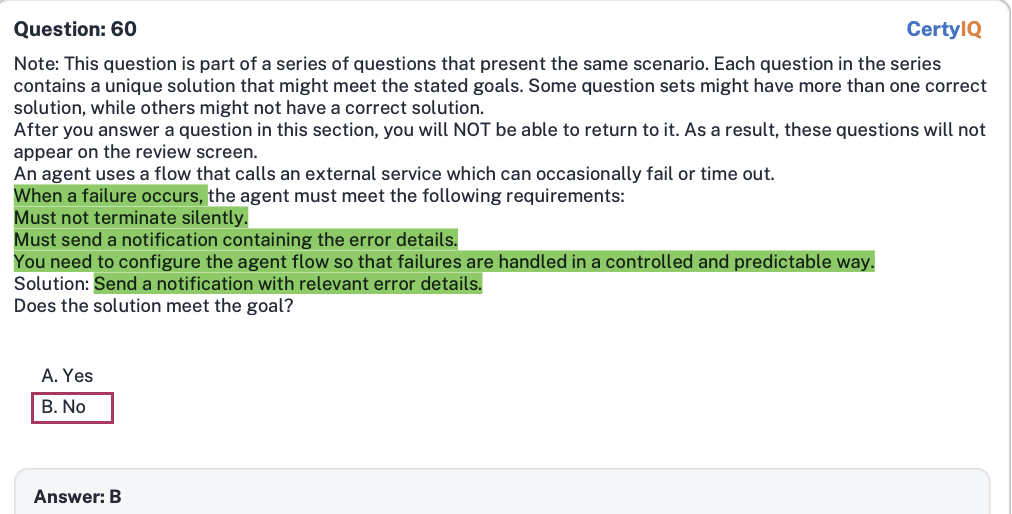 Question: 60
CertyIQ
Note: This question is part of a series of questions that present the same scenario. Each question in the series
contains a unique solution that might meet the stated goals. Some question sets might have more than one correct
solution, while others might not have a correct solution.
After you answer a question in this section, you will NOT be able to return to it. As a result, these questions will not
appear on the review screen.
An agent uses a flow that calls an external service which can occasionally fail or time out.
When a failure occurs, the agent must meet the following requirements:
Must not terminate silently.
Must send a notification containing the error details.
You need to configure the agent flow so that failures are handled in a controlled and predictable way.
Solution: Send a notification with relevant error details.
Does the solution meet the goal?
A. Yes
B. No
Answer: B